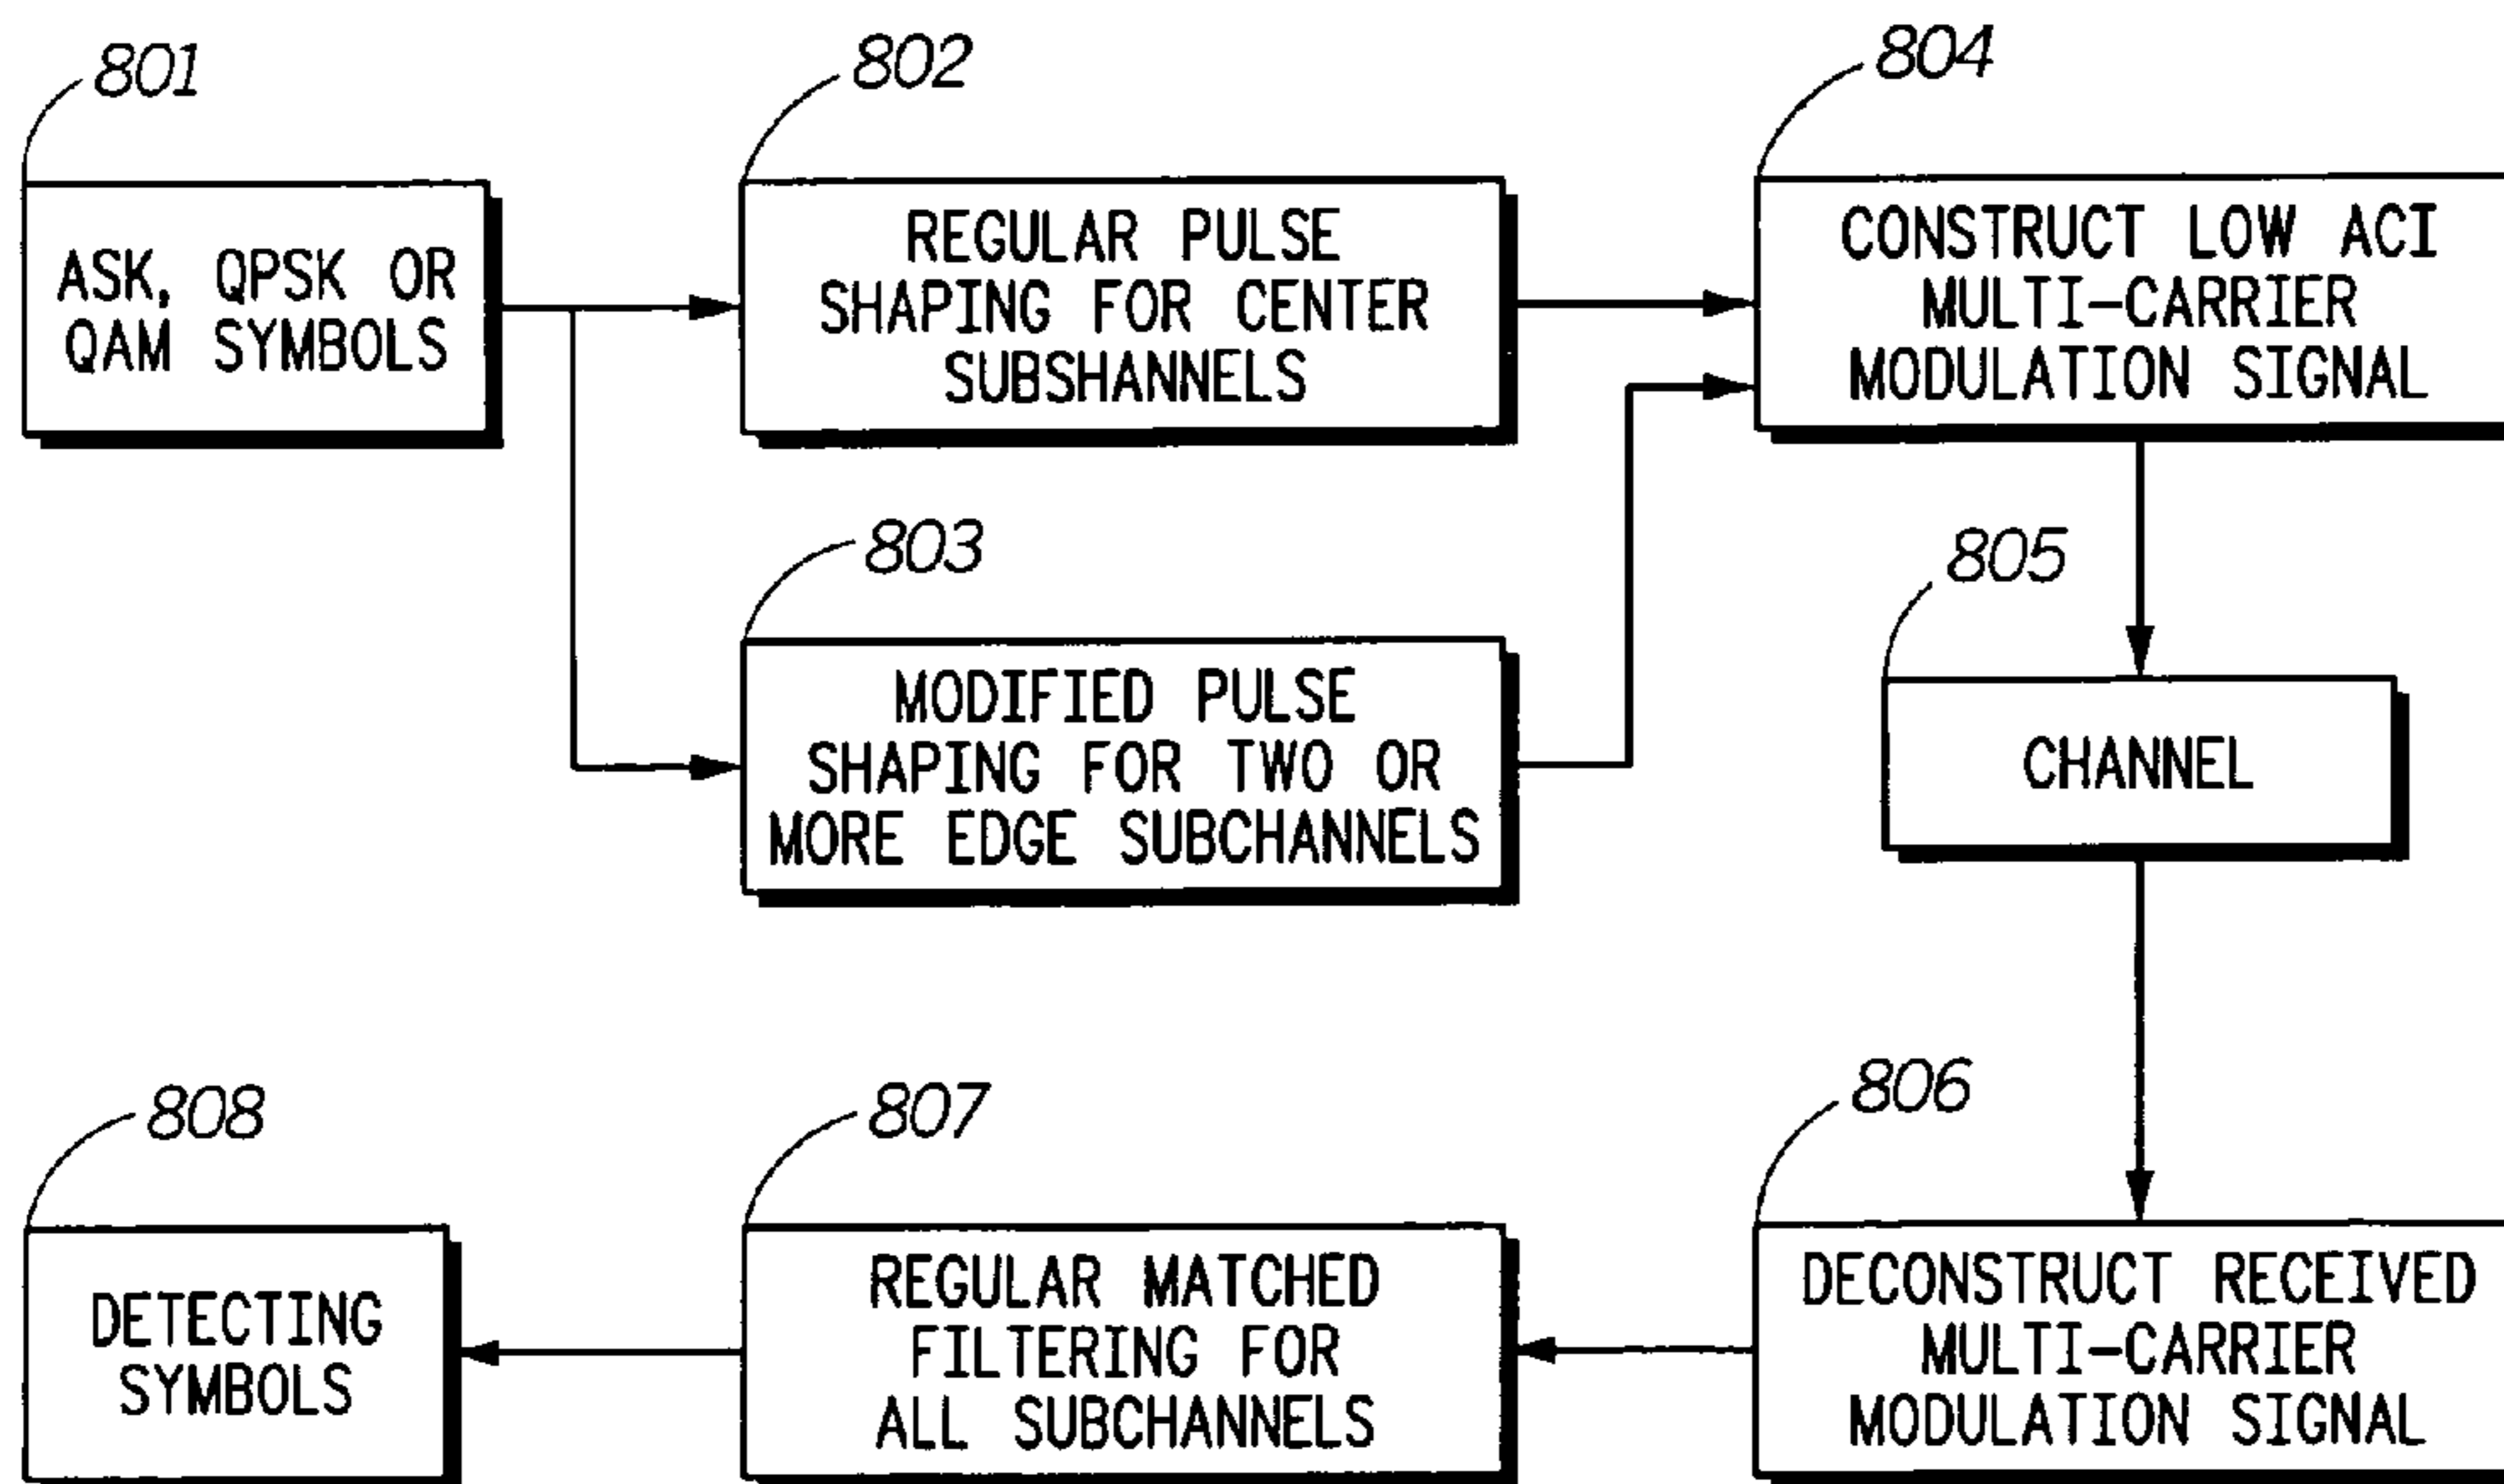 801
ASK, QPSK OR
QAM SYMBOLS
802
REGULAR PULSE
SHAPING FOR CENTER
SUBSHANNELS
804
CONSTRUCT LOW ACI
MULTI-CARRIER
MODULATION SIGNAL
803
MODIFIED PULSE
SHAPING FOR TWO OR
MORE EDGE SUBCHANNELS
805
CHANNEL
806
DECONSTRUCT RECEIVED
MULTI-CARRIER
MODULATION SIGNAL
807
REGULAR MATCHED
FILTERING FOR
ALL SUBCHANNELS
808
DETECTING
SYMBOLS